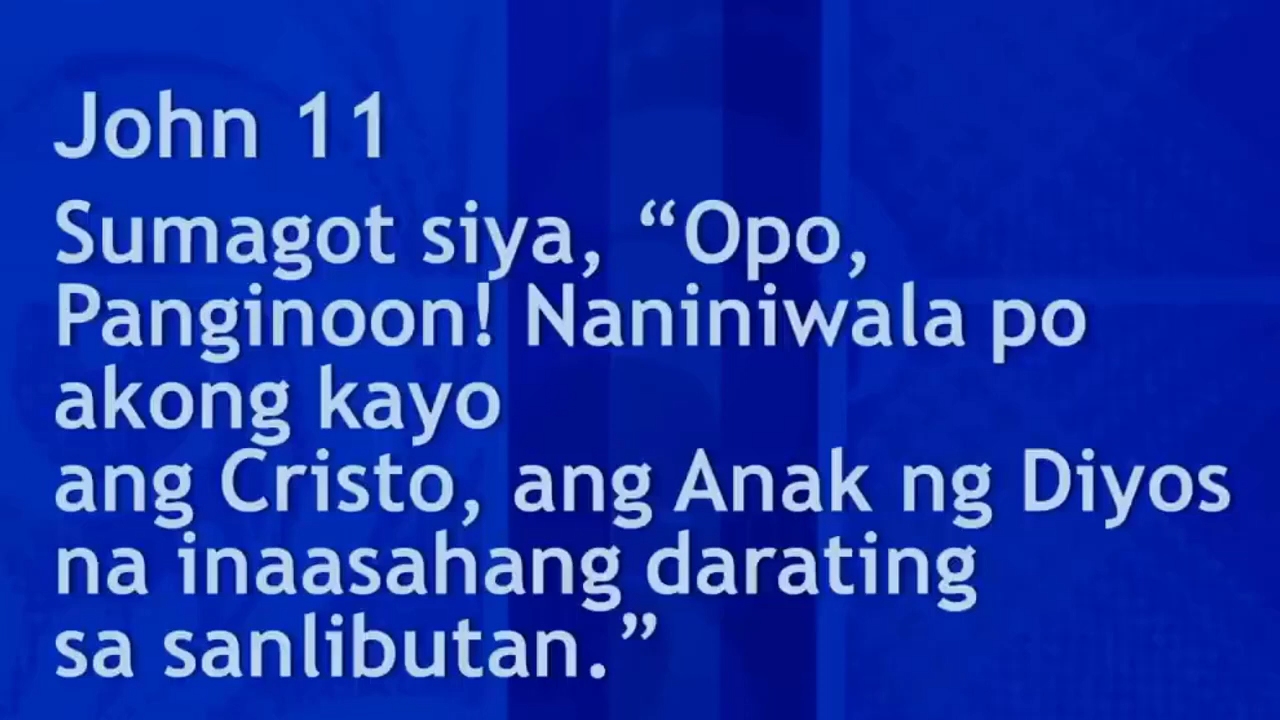 John 11
Sumagot siya, “Opo,
Panginoon! Naniniwala po
akong kayo
ang Cristo, ang Anak ng Diyos
na inaasahang darating
sa sanlibutan.”